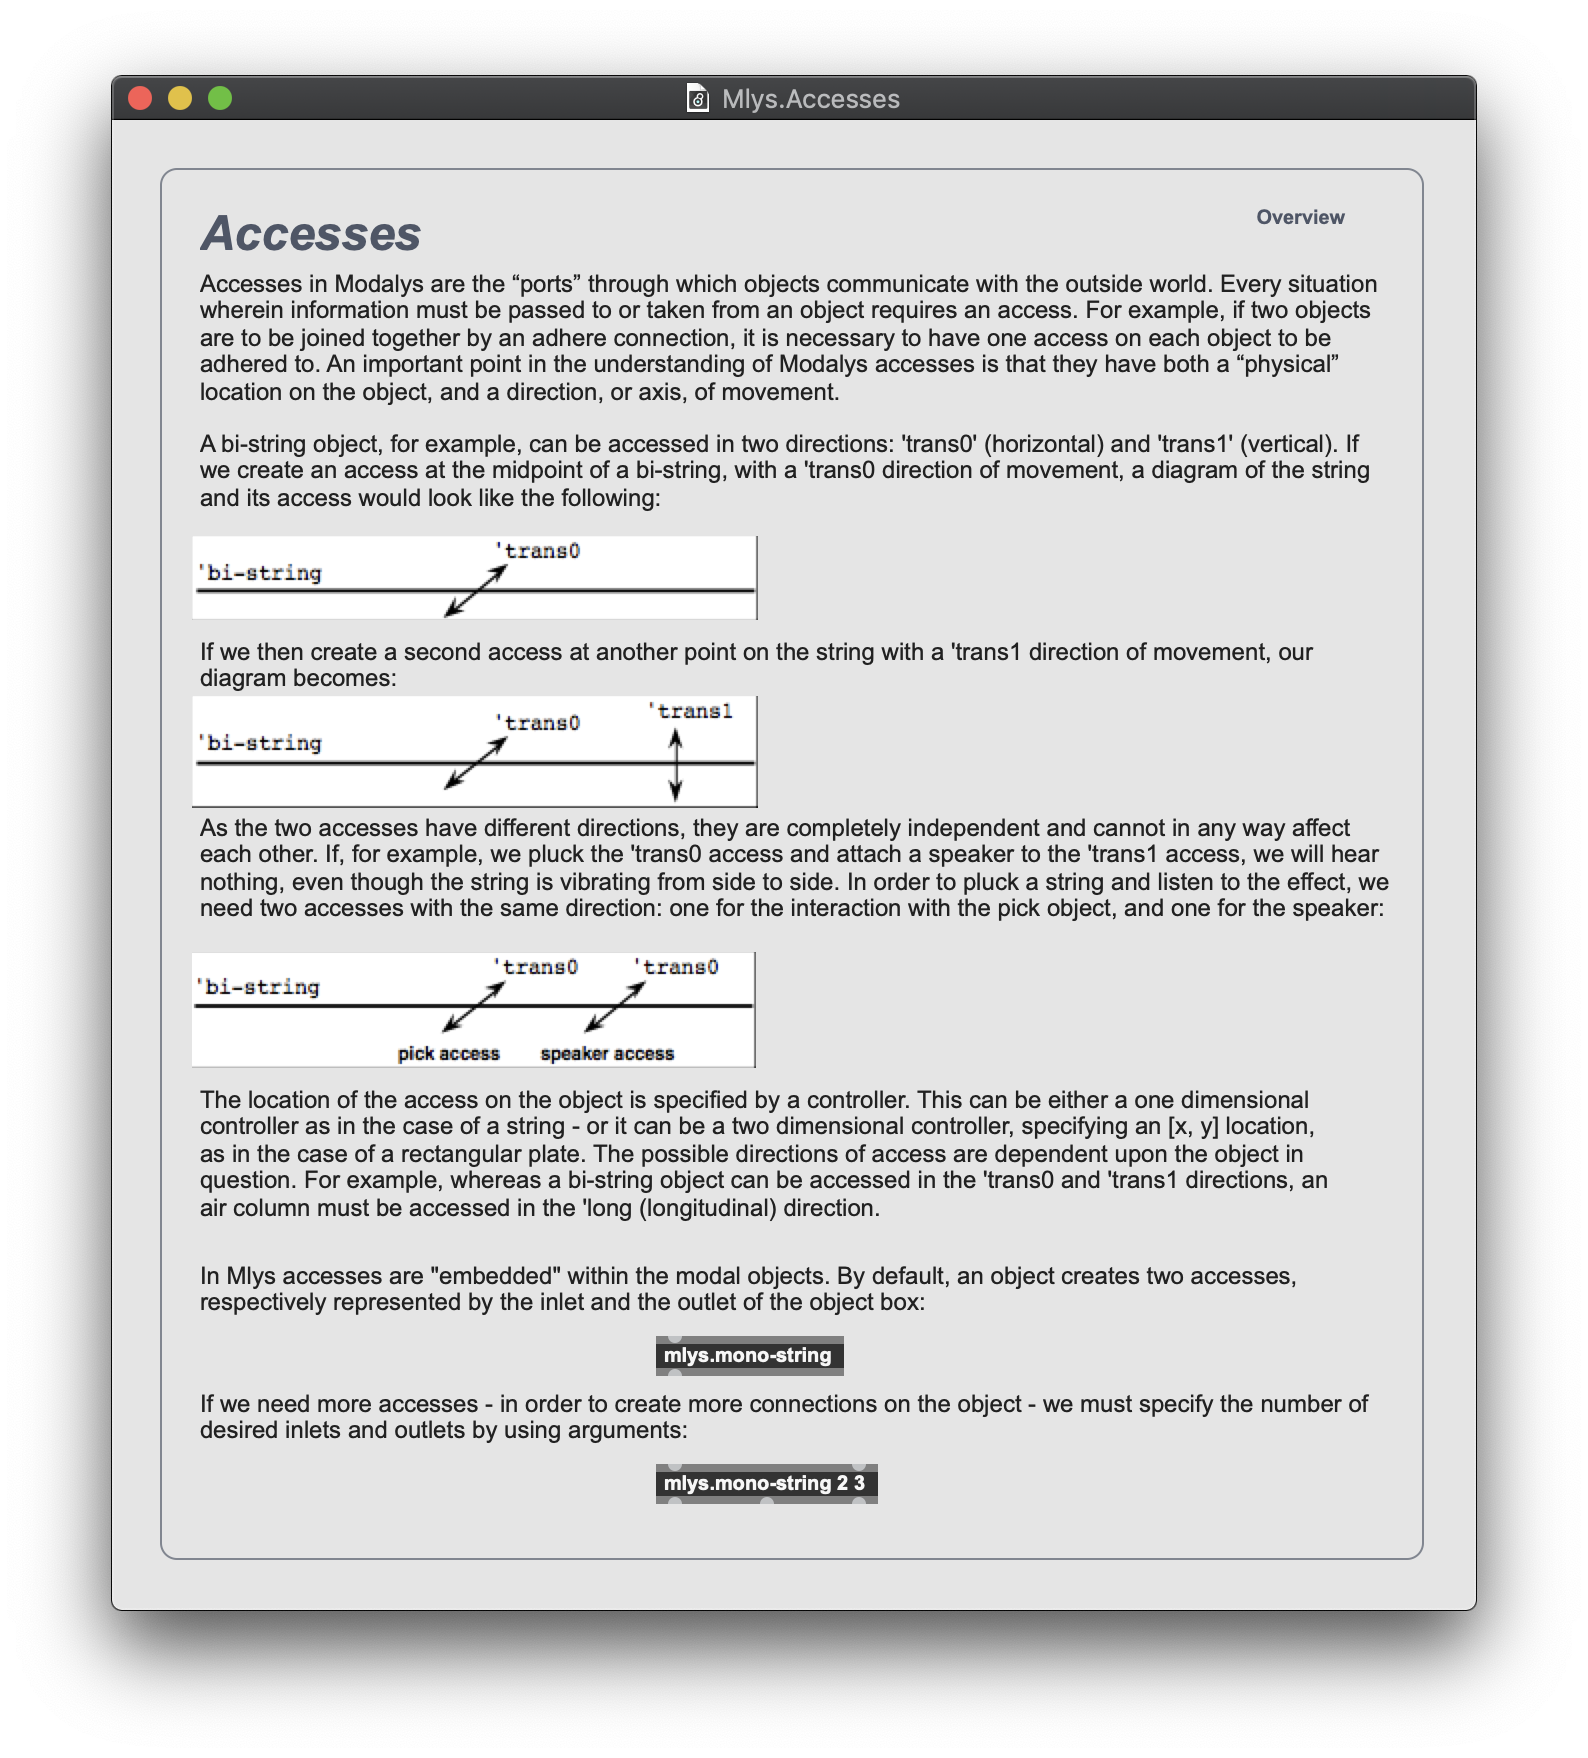 Mlys.Accesses
Accesses
Overview
Accesses in Modalys are the “ports” through which objects communicate with the outside world. Every situation
wherein information must be passed to or taken from an object requires an access. For example, if two objects
are to be joined together by an adhere connection, it is necessary to have one access on each object to be
adhered to. An important point in the understanding of Modalys accesses is that they have both a “physical”
location on the object, and a direction, or axis, of movement.
A bi-string object, for example, can be accessed in two directions: 'trans0' (horizontal) and 'trans1' (vertical). If
we create an access at the midpoint of a bi-string, with a 'trans0 direction of movement, a diagram of the string
and its access would look like the following:
'trans0
'bi-string
If we then create a second access at another point on the string with a 'trans1 direction of movement, our
diagram becomes:
'trans1
'trans0
'bi-string
As the two accesses have different directions, they are completely independent and cannot in any way affect
each other. If, for example, we pluck the 'trans0 access and attach a speaker to the 'trans1 access, we will hear
nothing, even though the string is vibrating from side to side. In order to pluck a string and listen to the effect, we
need two accesses with the same direction: one for the interaction with the pick object, and one for the speaker:
'trans0 'trans0
'bi-string
pick access speaker access
The location of the access on the object is specified by a controller. This can be either a one dimensional
controller as in the case of a string - or it can be a two dimensional controller, specifying an [x, y] location,
as in the case of a rectangular plate. The possible directions of access are dependent upon the object in
question. For example, whereas a bi-string object can be accessed in the 'trans0 and 'trans1 directions, an
air column must be accessed in the 'long (longitudinal) direction.
In Mlys accesses are "embedded" within the modal objects. By default, an object creates two accesses,
respectively represented by the inlet and the outlet of the object box:
mlys.mono-string
If we need more accesses - in order to create more connections on the object - we must specify the number of
desired inlets and outlets by using arguments:
mlys.mono-string 2 3